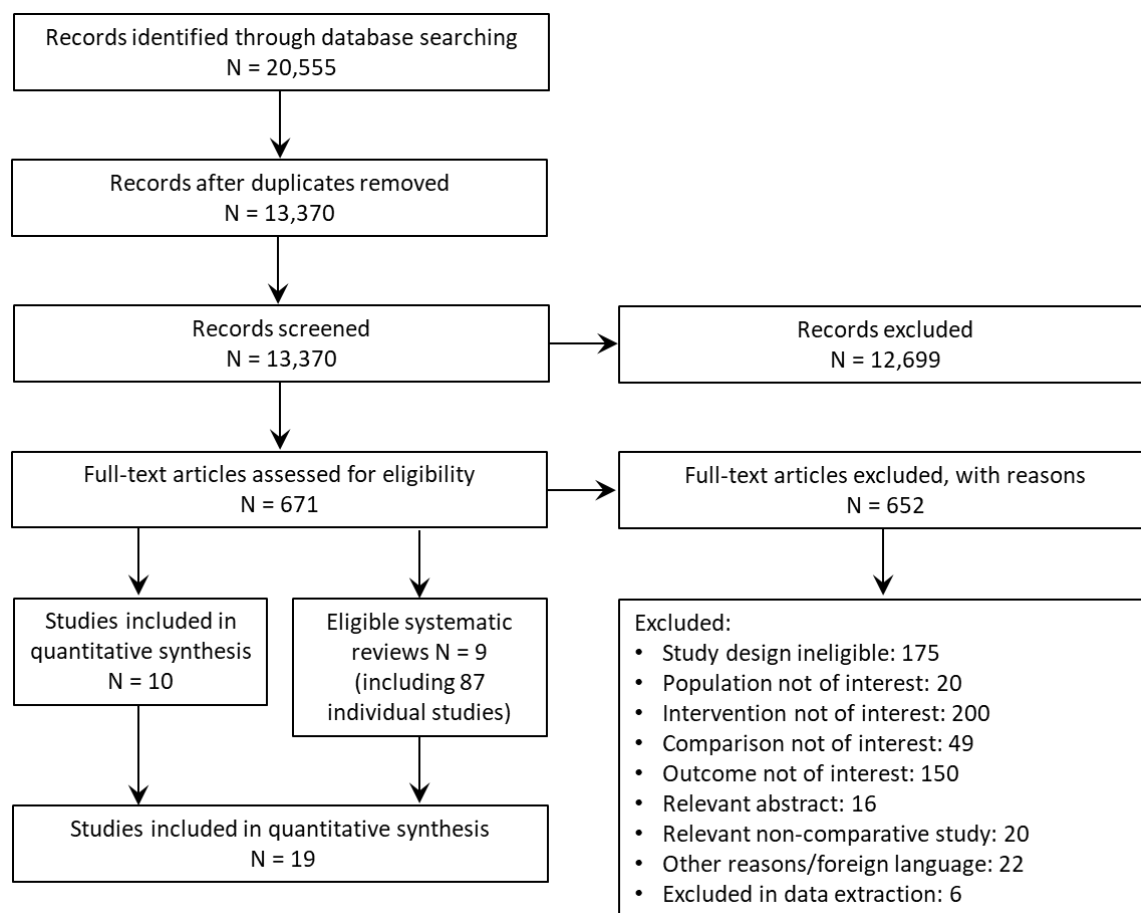 Records identified through database searching
N = 20,555
Records after duplicates removed
N = 13,370
Records screened
N = 13,370
Records excluded
N = 12,699
Full-text articles assessed for eligibility
N = 671
Full-text articles excluded, with reasons
N = 652
Studies included in
quantitative synthesis
N = 10
Eligible systematic
reviews N = 9
(including 87
individual studies)
Excluded:
• Study design ineligible: 175
• Population not of interest: 20
• Intervention not of interest: 200
• Comparison not of interest: 49
• Outcome not of interest: 150
• Relevant abstract: 16
• Relevant non-comparative study: 20
• Other reasons/foreign language: 22
• Excluded in data extraction: 6
Studies included in quantitative synthesis
N = 19